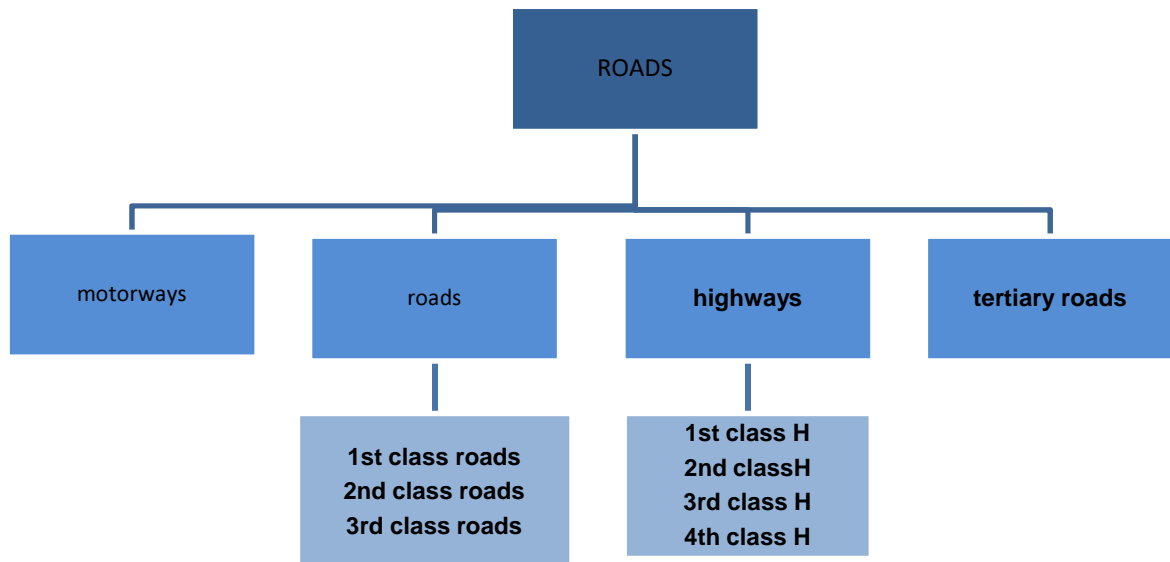 ROADS
motorways
roads
highways
tertiary roads
1st class roads
2nd class roads
3rd class roads
1st class H
2nd classH
3rd class H
4th class H